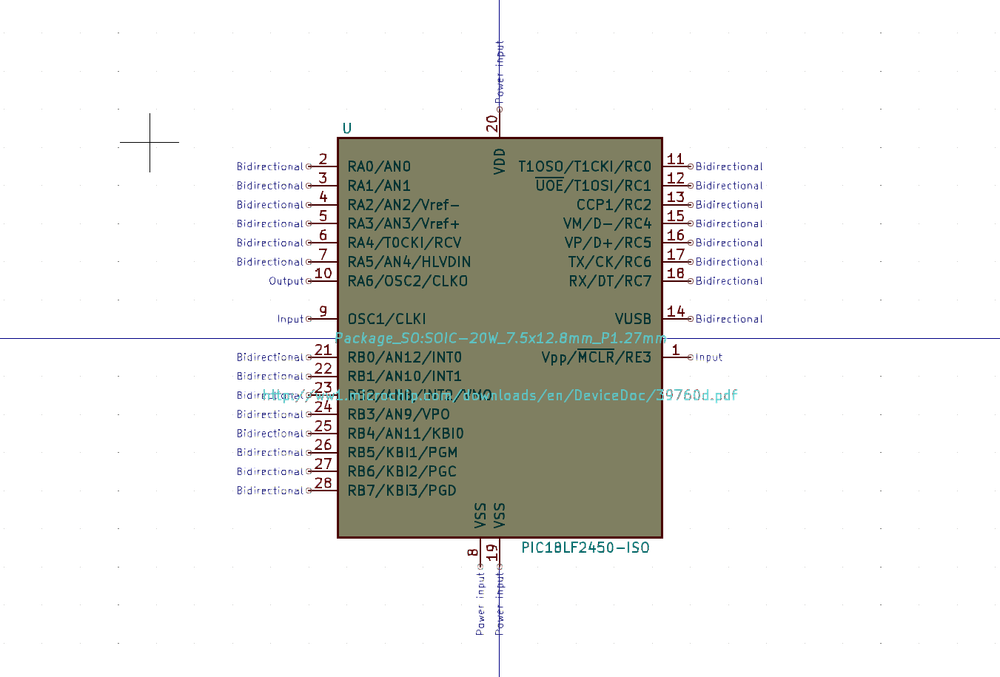 Power input
20
VDD
U
Bidirectional 2 RA0/AN0 T1OSO/T1CKI/RC0 11 Bidirectional
Bidirectional 3 RA1/AN1 UOE/T1OSI/RC1 12 Bidirectional
Bidirectional 4 RA2/AN2/Vref- CCP1/RC2 13 Bidirectional
Bidirectional 5 RA3/AN3/Vref+ VM/D-/RC4 15 Bidirectional
Bidirectional 6 RA4/T0CKI/RCV VP/D+/RC5 16 Bidirectional
Bidirectional 7 RA5/AN4/HLVDIN TX/CK/RC6 17 Bidirectional
Output 10 RA6/OSC2/CLKO RX/DT/RC7 18 Bidirectional
Input 9 OSC1/CLKI VUSB 14 Bidirectional
Package_SO:SOIC-20W_7.5x12.8mm_P1.27mm
Bidirectional 21 RB0/AN12/INT0 Vpp/MCLR/RE3 1 Input
Bidirectional 22 RB1/AN10/INT1
Bidirectional 23 RB2/AN8/INT2/VMO
http://ww1.microchip.com/downloads/en/DeviceDoc/39760d.pdf
Bidirectional 24 RB3/AN9/VPO
Bidirectional 25 RB4/AN11/KBI0
Bidirectional 26 RB5/KBI1/PGM
Bidirectional 27 RB6/KBI2/PGC
Bidirectional 28 RB7/KBI3/PGD
VSS VSS
8 19
PIC18LF2450-ISO
Power input Power input